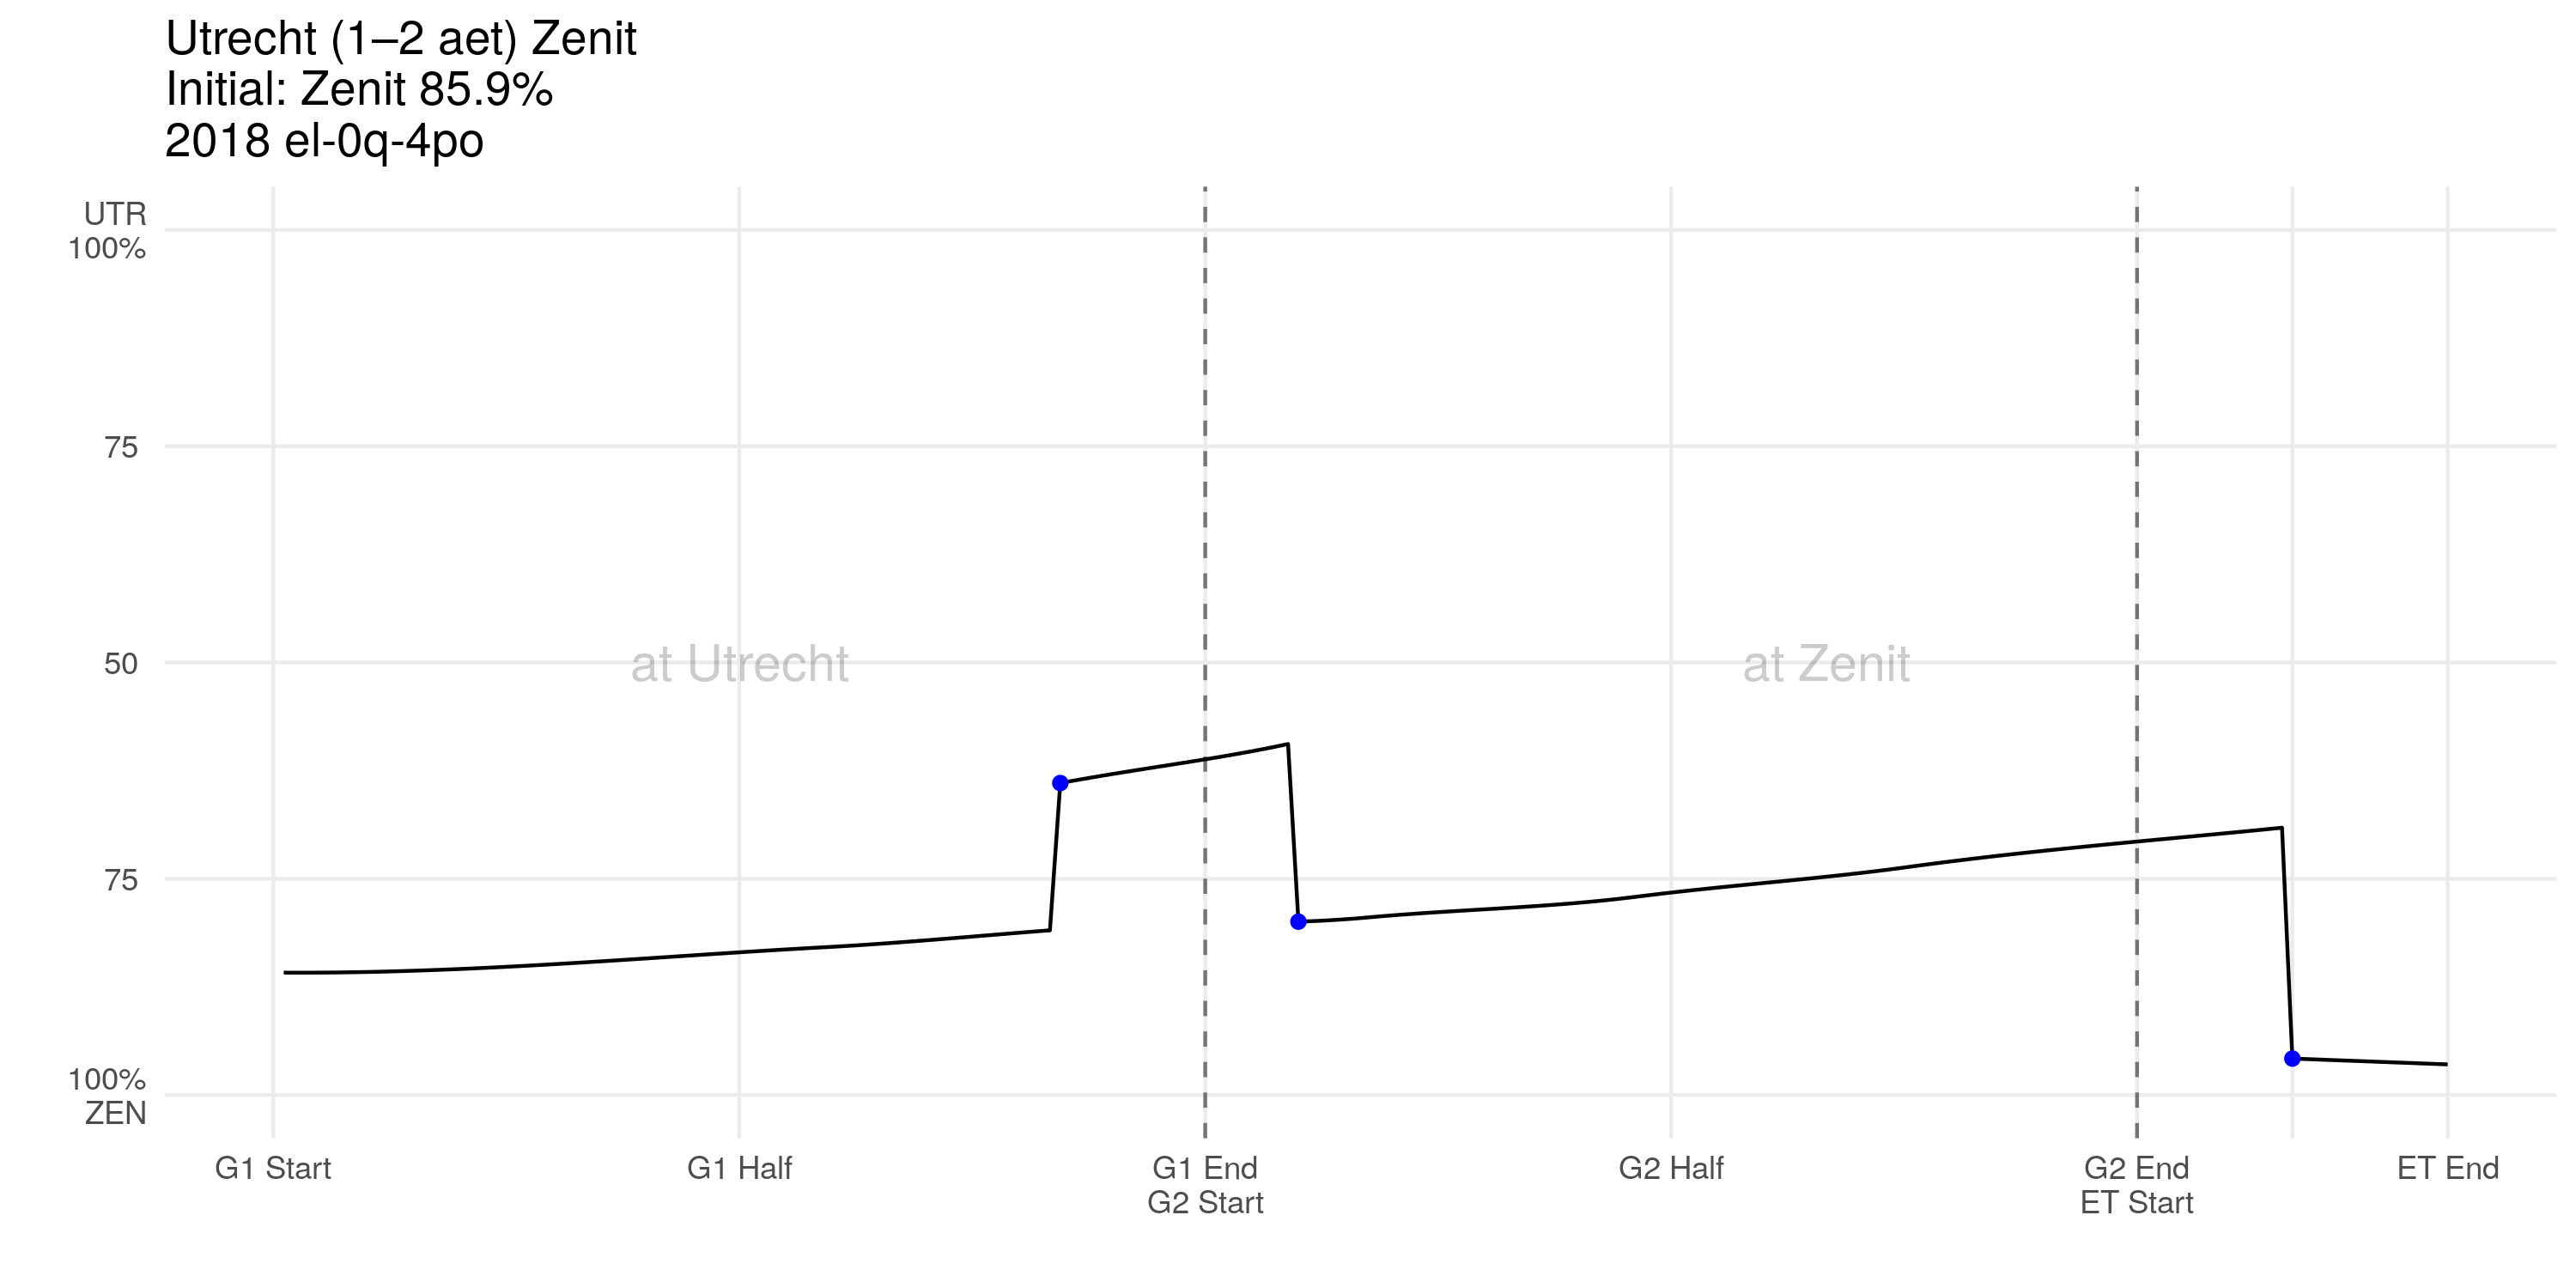 Utrecht (1–2 aet) Zenit
Initial: Zenit 85.9%
2018 el-0q-4po
UTR
100%
75
50
75
100%
ZEN
at Utrecht
at Zenit
G1 Start
G1 Half
G1 End
G2 Start
G2 Half
G2 End
ET Start
ET End